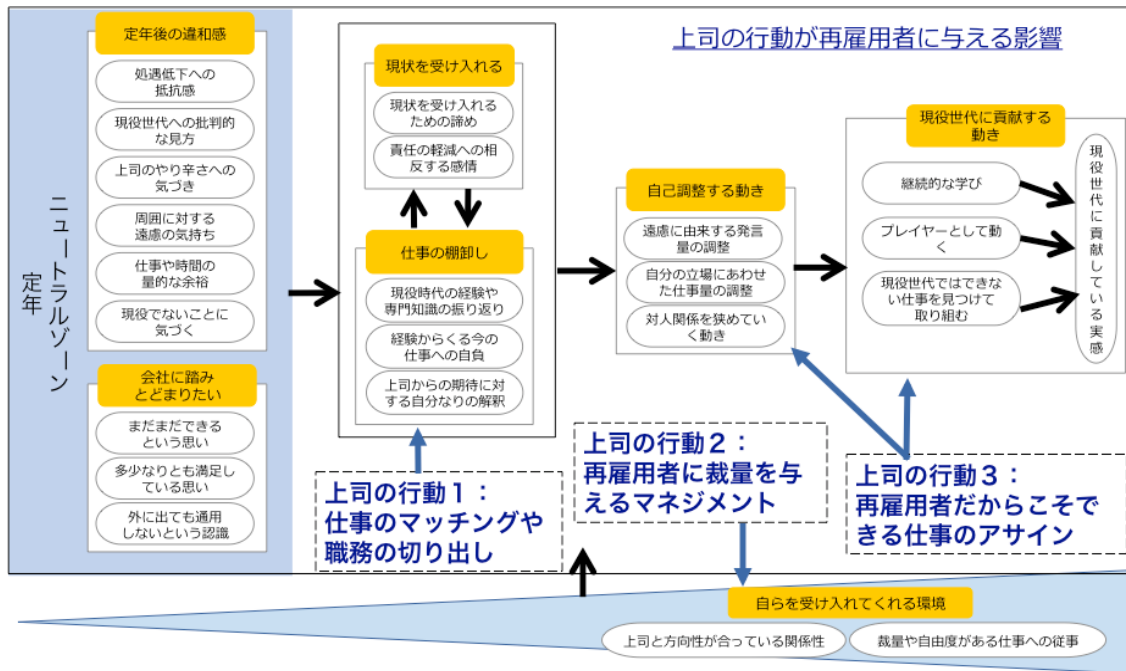 上司の行動が再雇用者に与える影響
ニュートラルゾーン
定年
定年後の違和感
処遇低下への
抵抗感
現役世代への批判的
な見方
上司のやり辛さへの
気づき
周囲に対する
遠慮の気持ち
仕事や時間の
量的な余裕
現役でないことに
気づく
会社に踏み
とどまりたい
まだまだできる
という思い
多少なりとも満足し
ている思い
外に出ても通用
しないという認識
現状を受け入れる
現状を受け入れる
ための諦め
責任の軽減への相
反する感情
仕事の棚卸し
現役時代の経験や
専門知識の振り返り
経験からくる今の
仕事への自負
上司からの期待に対
する自分なりの解釈
自己調整する動き
遠慮に由来する発言
量の調整
自分の立場にあわせ
た仕事量の調整
対人関係を狭めてい
く動き
現役世代に貢献する
動き
継続的な学び
プレイヤーとして動
く
現役世代ではできな
い仕事を見つけて
取り組む
現役世代に貢献している実感
上司の行動１：
仕事のマッチングや
職務の切り出し
上司の行動２：
再雇用者に裁量を与
えるマネジメント
上司の行動３：
再雇用者だからこそで
きる仕事のアサイン
自らを受け入れてくれる環境
上司と方向性が合っている関係性
裁量や自由度がある仕事への従事